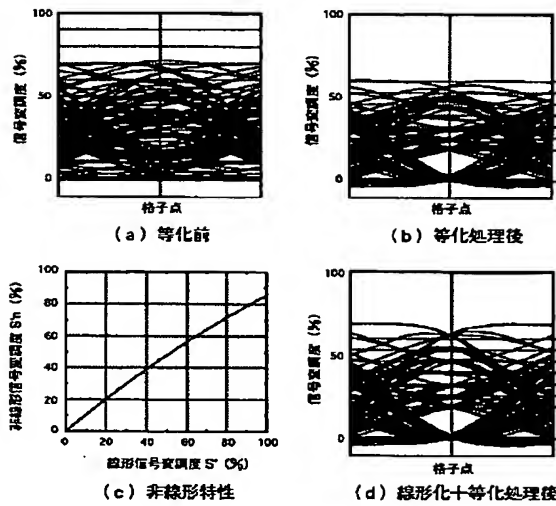 100
50
0
信号変調度 (%)
格子点
(a) 等化前
100
50
0
信号変調度 (%)
格子点
(b) 等化処理後
100
80
60
40
20
0
0 20 40 60 80 100
非線形信号変調度 S'n (%)
線形信号変調度 S" (%)
(c) 非線形特性
100
50
0
信号変調度 (%)
格子点
(d) 線形化+等化処理後